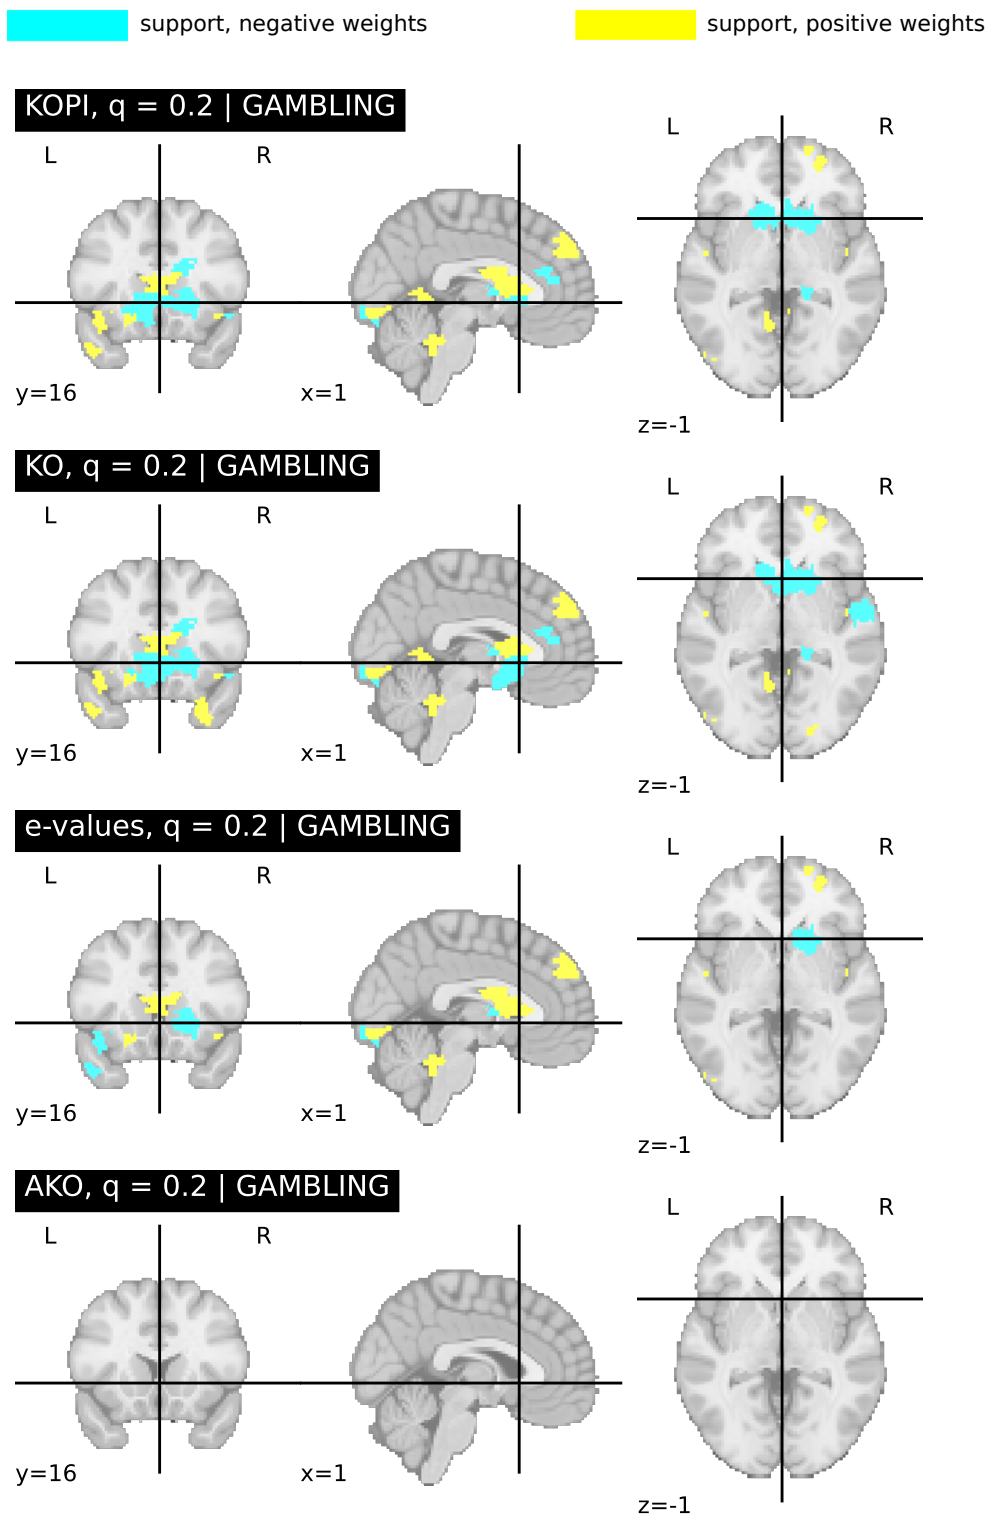 support, negative weights
support, positive weights
KOPI, q = 0.2 | GAMBLING
L R
L R
y=16
x=1
z=-1
KO, q = 0.2 | GAMBLING
L R
L R
y=16
x=1
z=-1
e-values, q = 0.2 | GAMBLING
L R
L R
y=16
x=1
z=-1
AKO, q = 0.2 | GAMBLING
L R
L R
y=16
x=1
z=-1